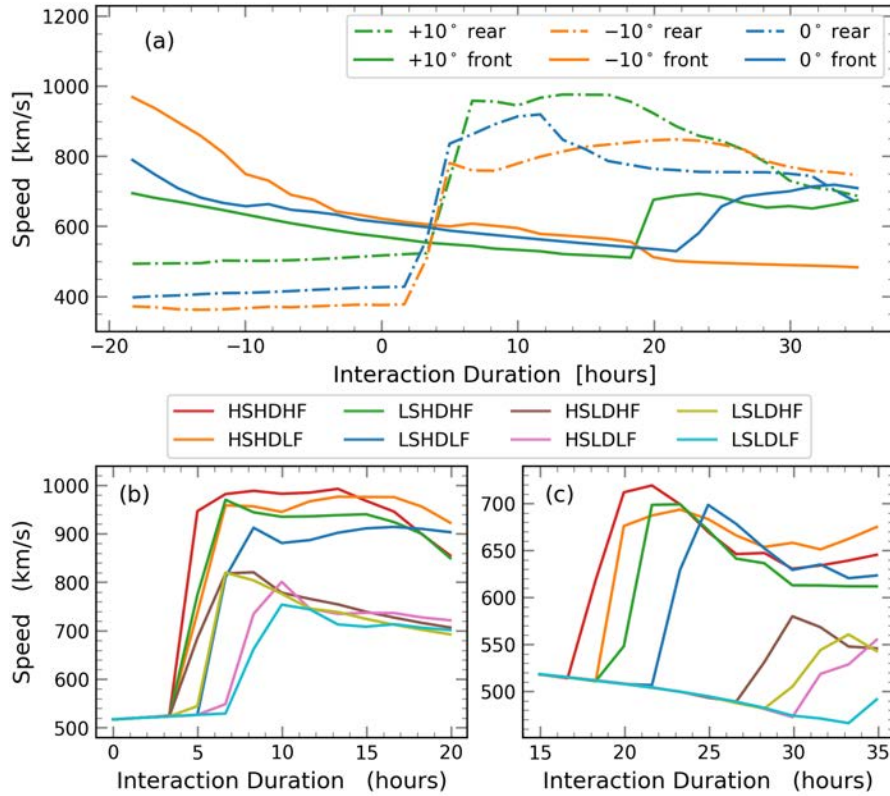 (a)
+10° rear −10° rear 0° rear
+10° front −10° front 0° front
1200
1000
800
600
400
Speed [km/s]
−20 −10 0 10 20 30
Interaction Duration [hours]
HSHDHF LSHDHF HSLDHF LSLDHF
HSHDLF LSHDLF HSLDLF LSLDLF
(b)
1000
900
800
700
600
500
Speed (km/s)
0 5 10 15 20
Interaction Duration (hours)
(c)
700
650
600
550
500
15 20 25 30 35
Interaction Duration (hours)